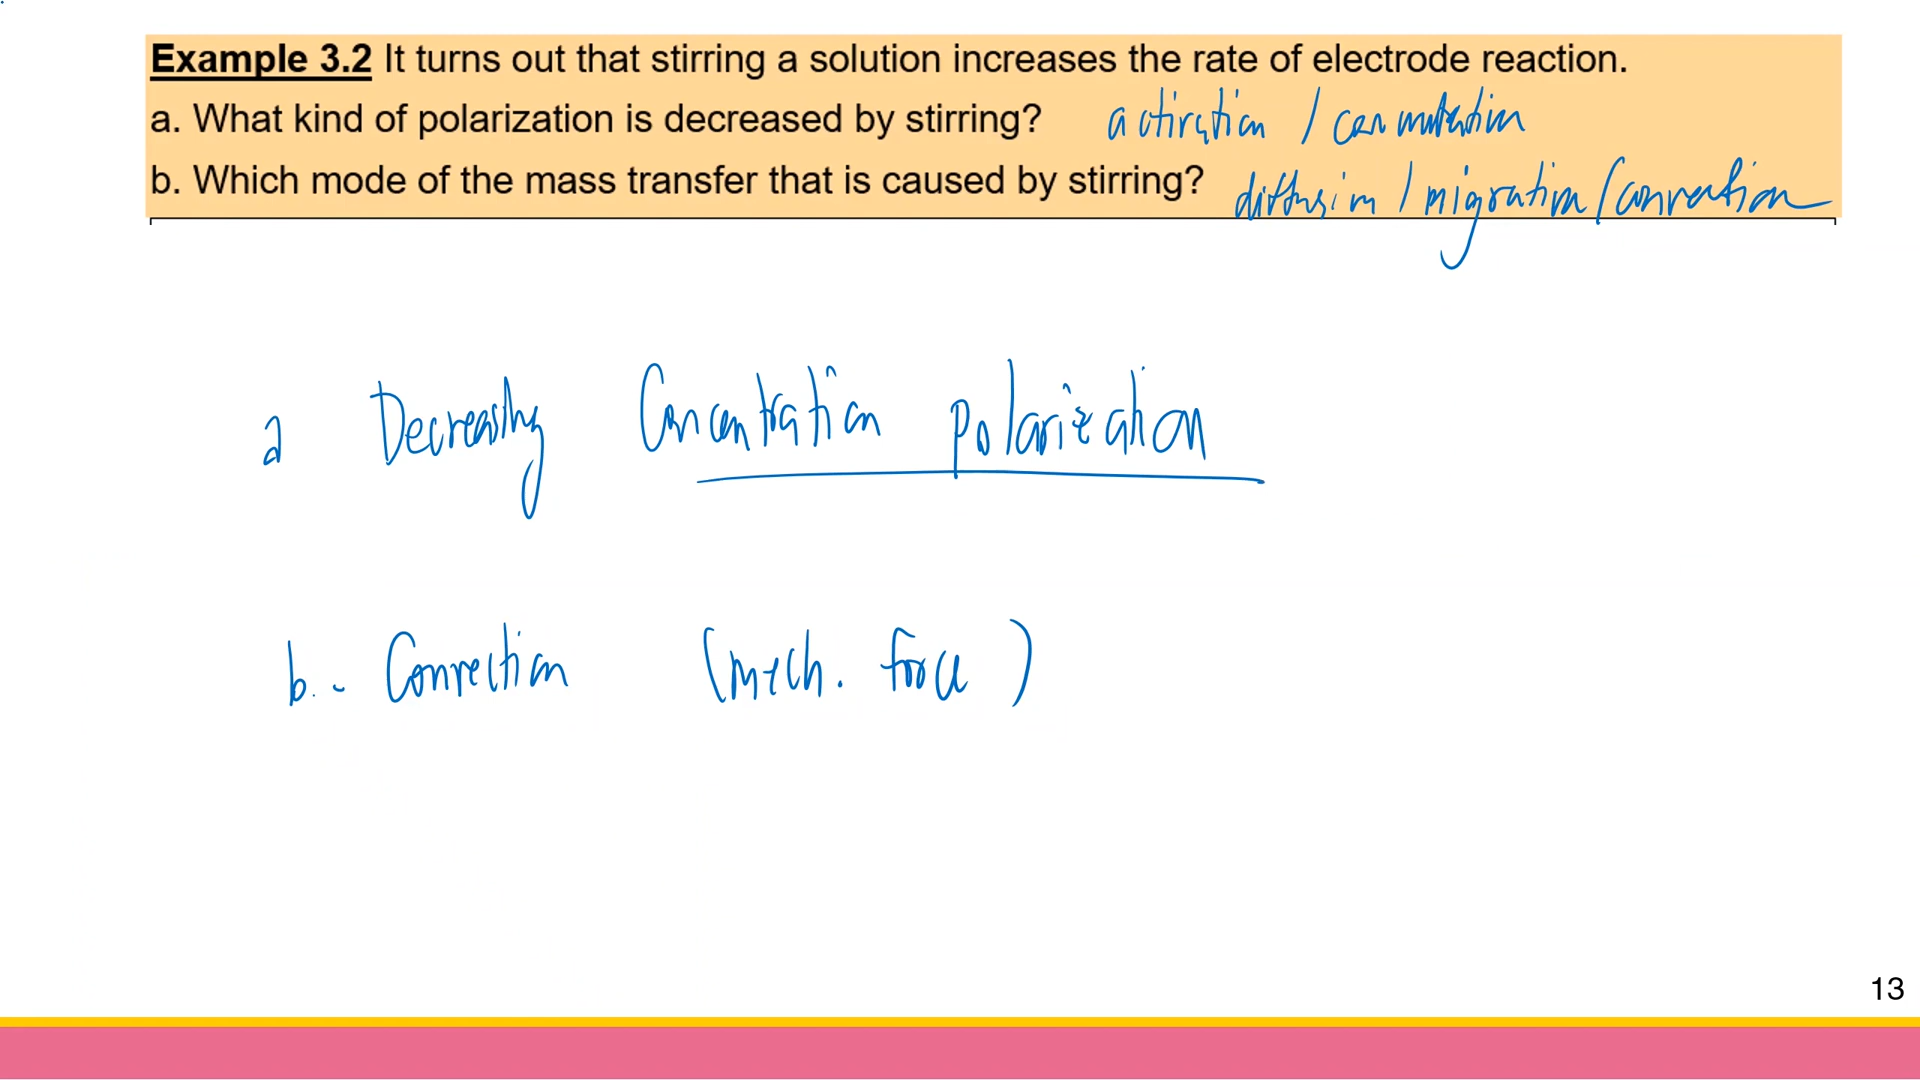 Example 3.2 It turns out that stirring a solution increases the rate of electrode reaction.
a. What kind of polarization is decreased by stirring? activation / concentration
b. Which mode of the mass transfer that is caused by stirring? diffusion / migration / convection
a Decreasing Concentration polarization
b. - Convection (mech. force)
13